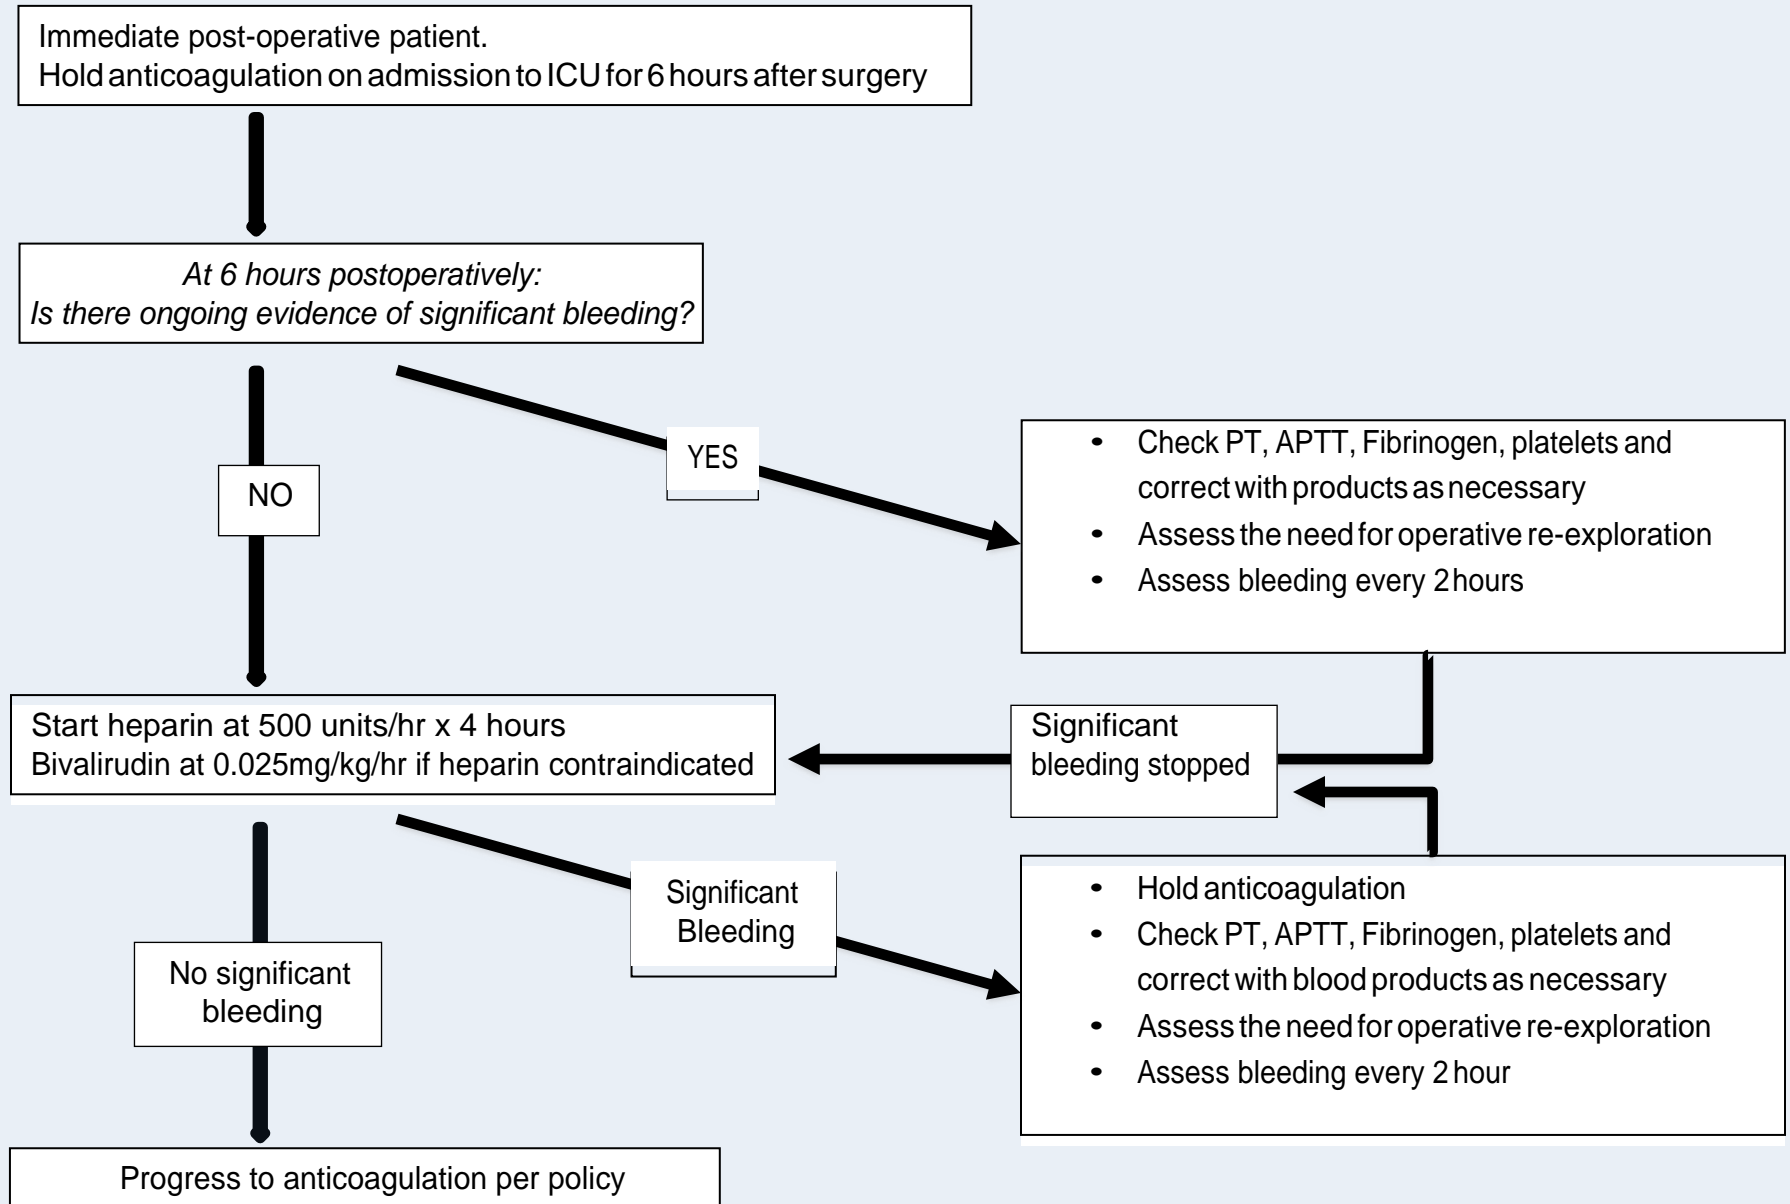 Immediate post-operative patient.
Hold anticoagulation on admission to ICU for 6 hours after surgery
At 6 hours postoperatively:
Is there ongoing evidence of significant bleeding?
YES
NO
• Check PT, APTT, Fibrinogen, platelets and
correct with products as necessary
• Assess the need for operative re-exploration
• Assess bleeding every 2 hours
Start heparin at 500 units/hr x 4 hours
Bivalirudin at 0.025mg/kg/hr if heparin contraindicated
Significant
bleeding stopped
Significant
Bleeding
• Hold anticoagulation
• Check PT, APTT, Fibrinogen, platelets and
correct with blood products as necessary
• Assess the need for operative re-exploration
• Assess bleeding every 2 hour
No significant
bleeding
Progress to anticoagulation per policy